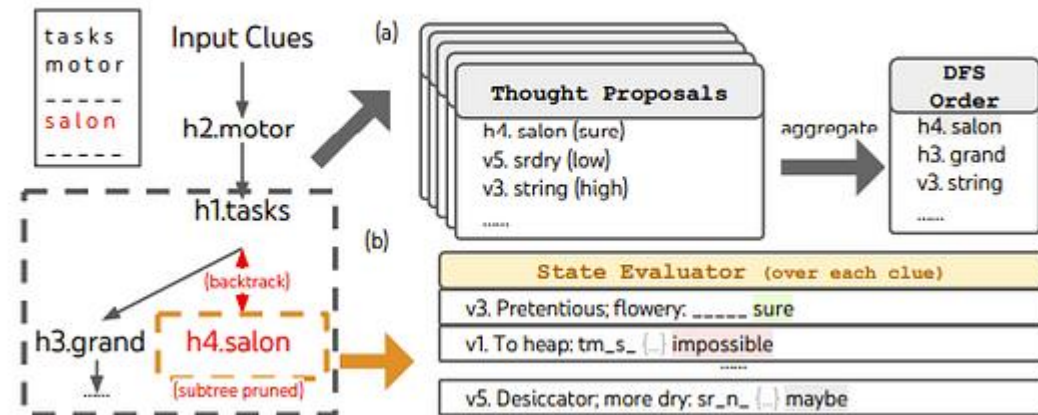 tasks
motor
_____
salon
_____
Input Clues
h2.motor
h1.tasks
(backtrack)
h3.grand
h4.salon
......
(subtree pruned)
(a)
Thought Proposals
h4. salon (sure)
v5. srdry (low)
v3. string (high)
......
aggregate
DFS
Order
h4. salon
h3. grand
v3. string
......
(b)
State Evaluator (over each clue)
v3. Pretentious; flowery: _____ sure
v1. To heap: tm_s_ {...} impossible
......
v5. Desiccator; more dry: sr_n_ {...} maybe